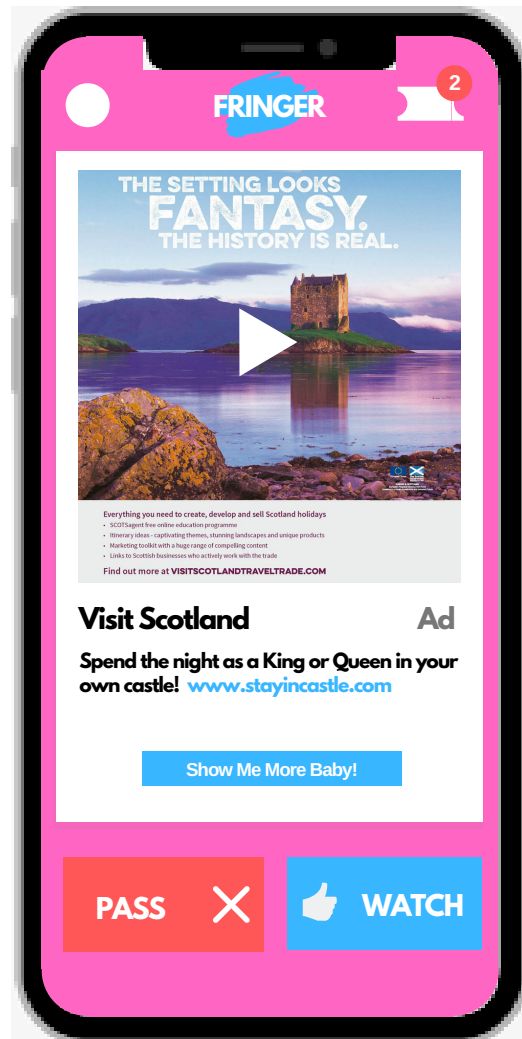 FRINGER
2
THE SETTING LOOKS
FANTASY.
THE HISTORY IS REAL.
Everything you need to create, develop and sell Scotland holidays
• SCOTSagent free online education programme
• Itinerary ideas - captivating themes, stunning landscapes and unique products
• Marketing toolkit with a huge range of compelling content
• Links to Scottish businesses who actively work with the trade
Find out more at VISITSCOTLANDTRAVELTRADE.COM
Visit Scotland
Ad
Spend the night as a King or Queen in your
own castle! www.stayincastle.com
Show Me More Baby!
PASS
WATCH